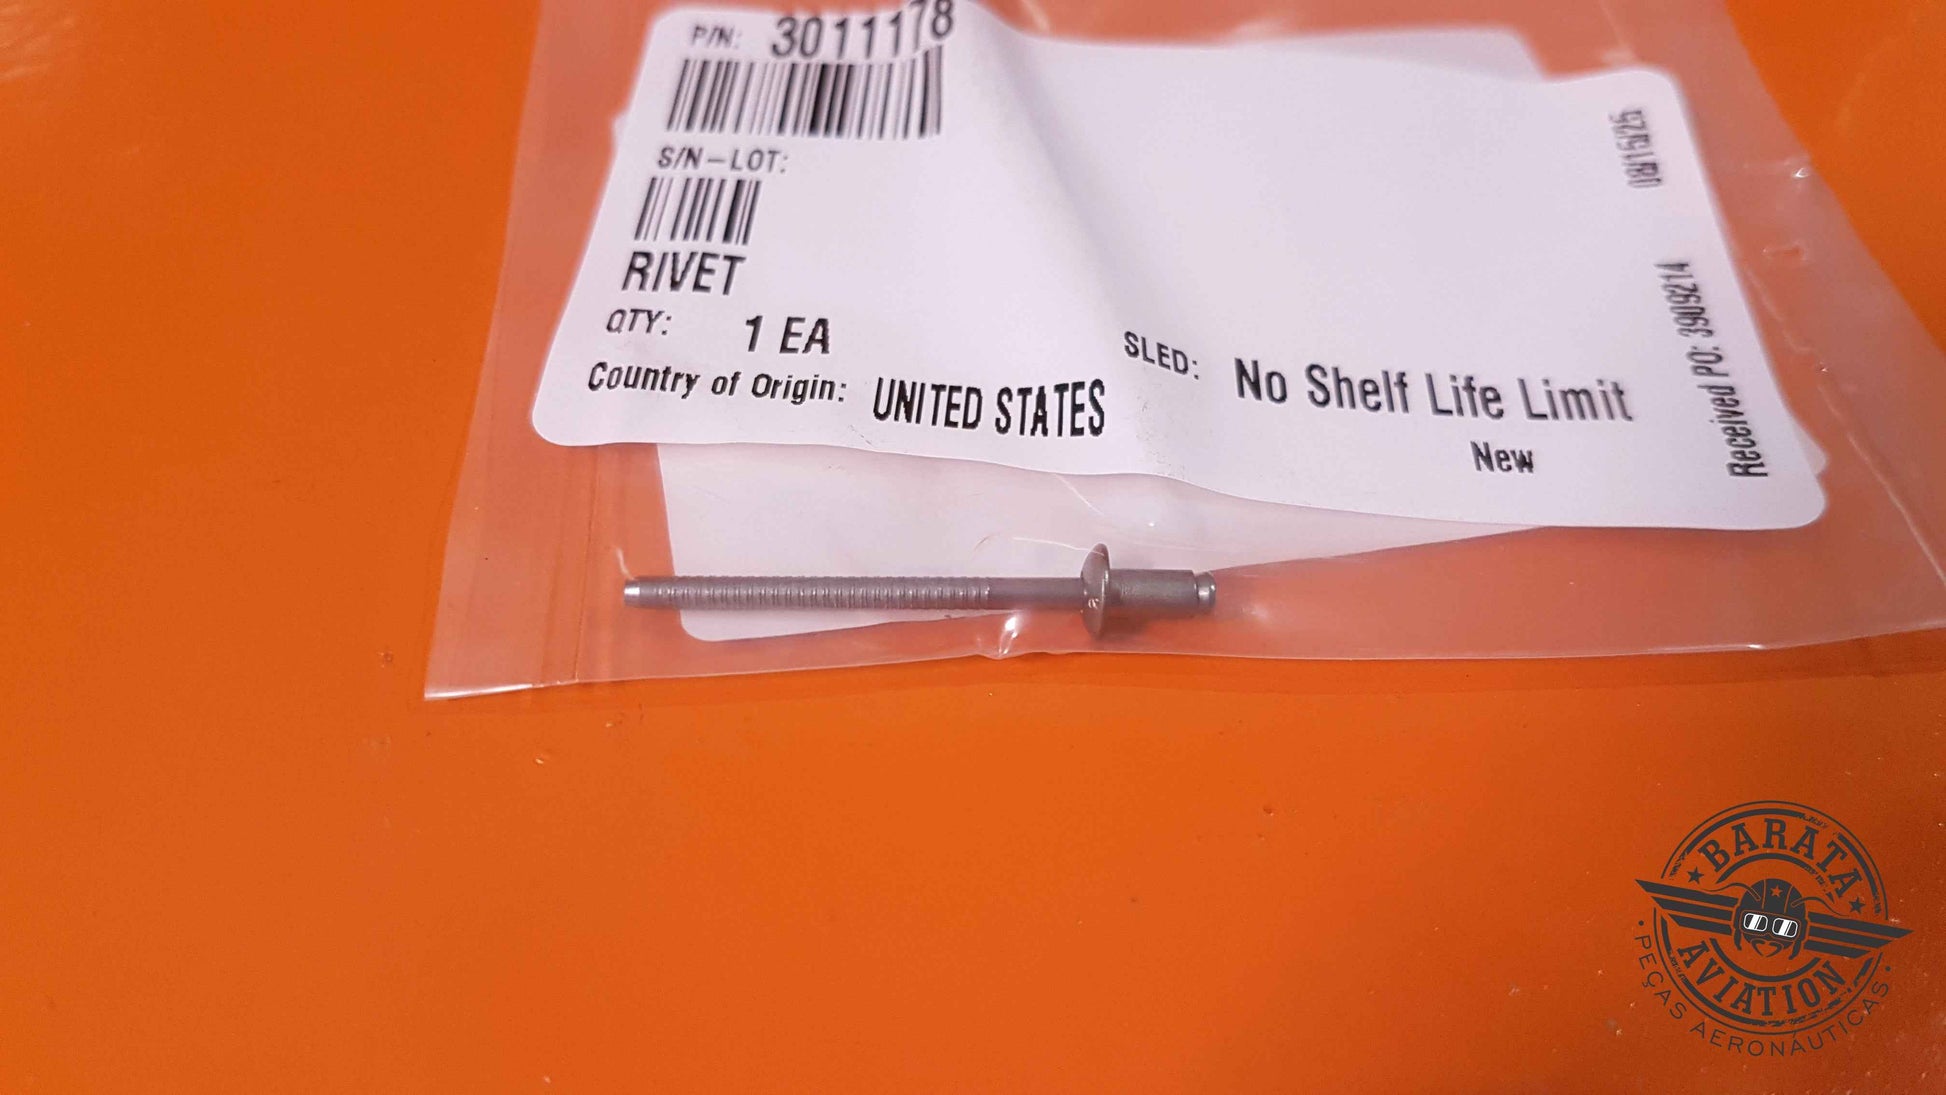 P/N: 3011178
S/N-LOT:
RIVET
QTY: 1 EA
Country of Origin: UNITED STATES
SLED: No Shelf Life Limit
New
08/15/25
Received PO: 3909214
BARATA
AVIATION
• PEÇAS AERONÁUTICAS •